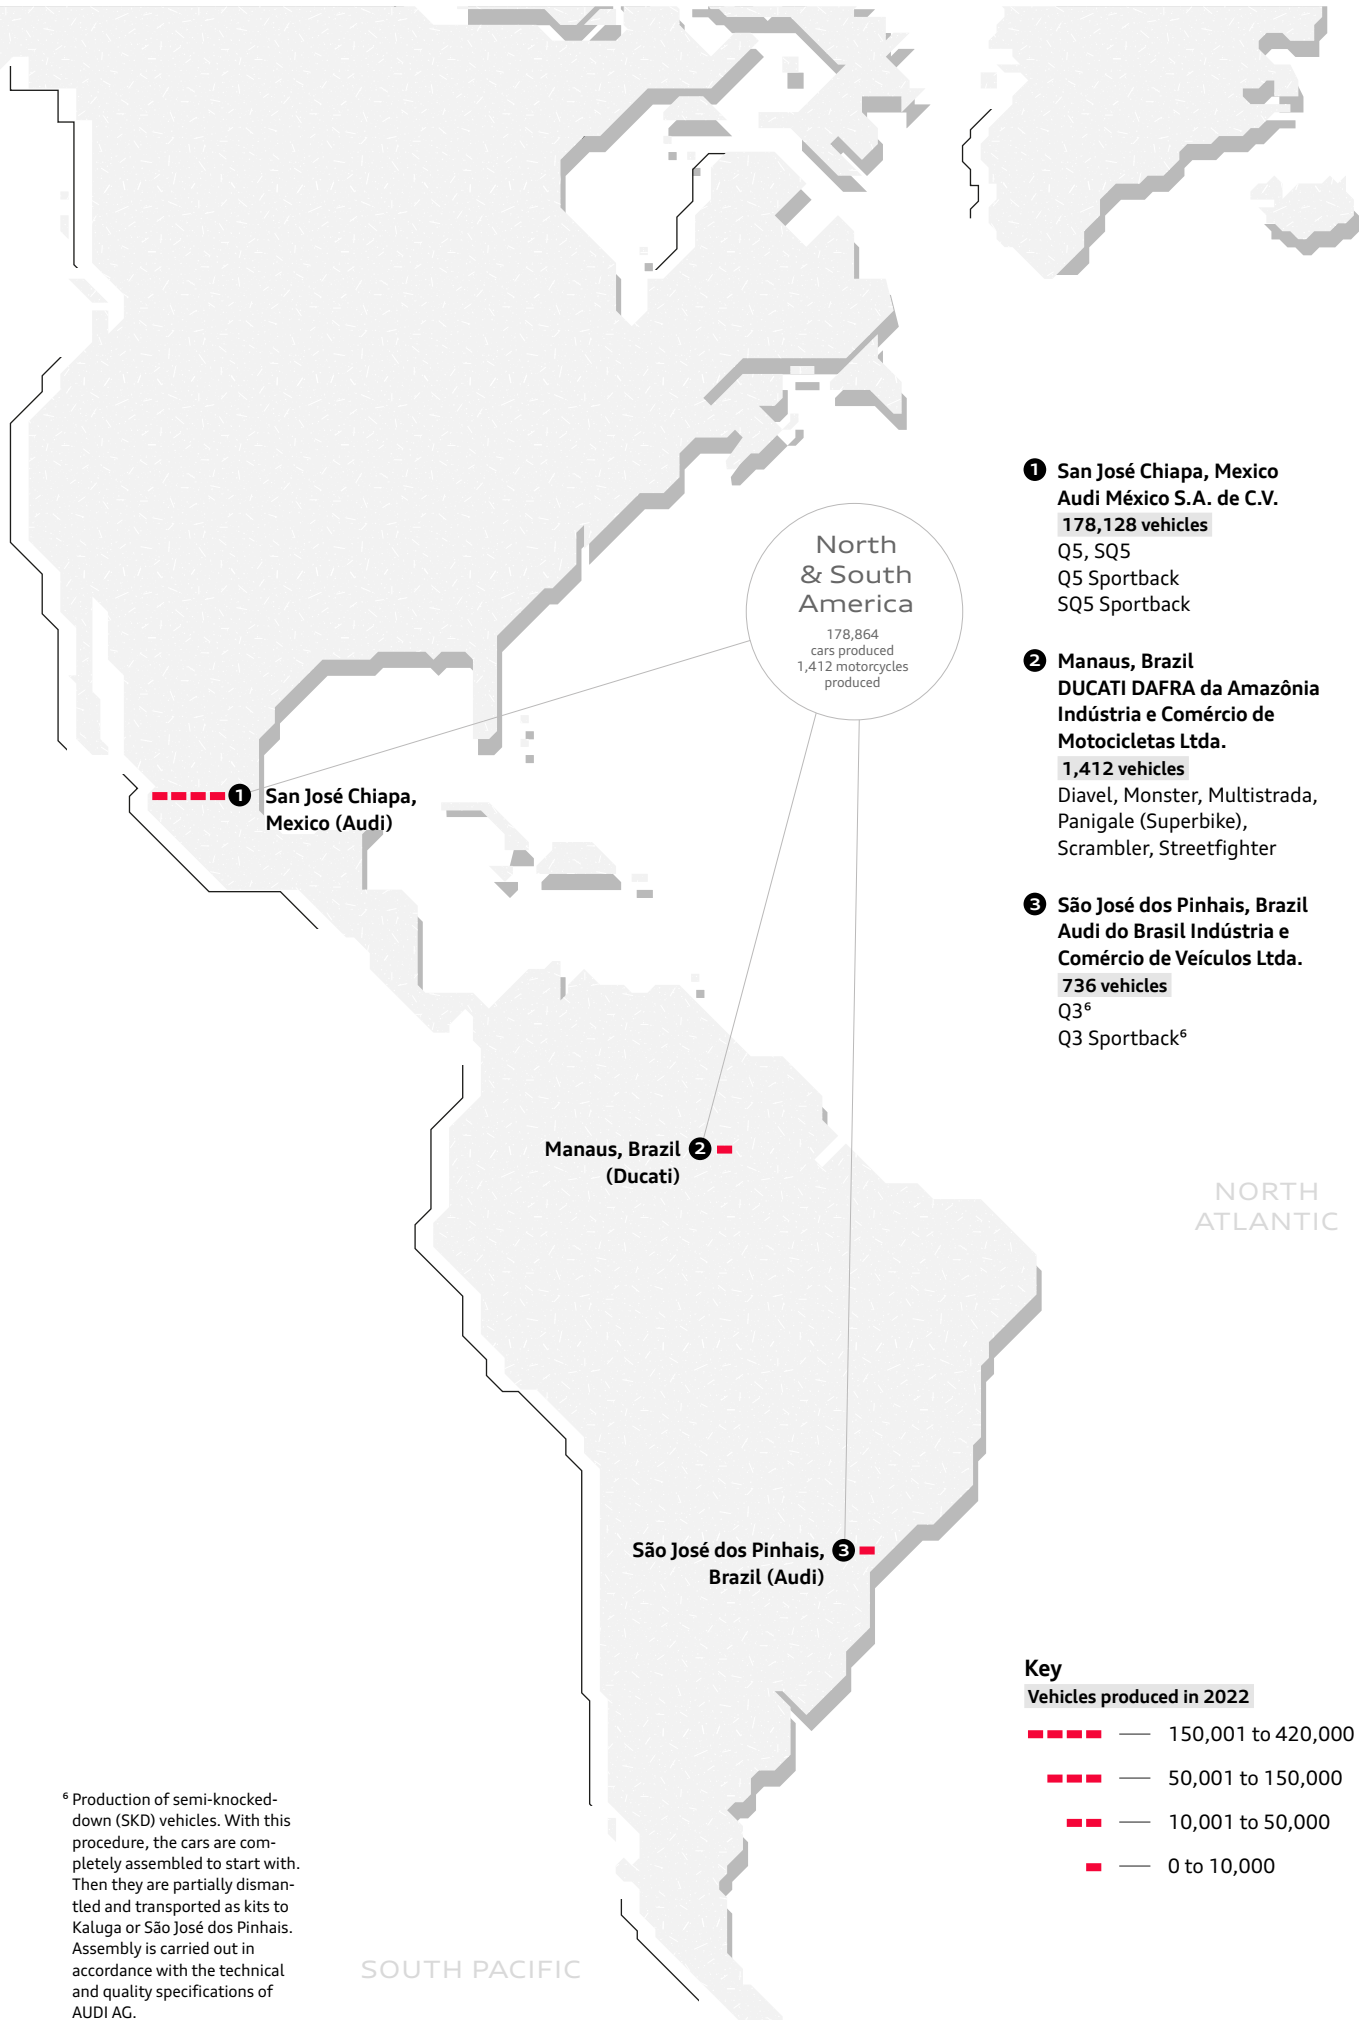 North
& South
America
178,864
cars produced
1,412 motorcycles
produced
1 San José Chiapa, Mexico
Audi México S.A. de C.V.
178,128 vehicles
Q5, SQ5
Q5 Sportback
SQ5 Sportback
2 Manaus, Brazil
DUCATI DAFRA da Amazônia
Indústria e Comércio de
Motocicletas Ltda.
1,412 vehicles
Diavel, Monster, Multistrada,
Panigale (Superbike),
Scrambler, Streetfighter
3 São José dos Pinhais, Brazil
Audi do Brasil Indústria e
Comércio de Veículos Ltda.
736 vehicles
Q3⁶
Q3 Sportback⁶
1 San José Chiapa,
Mexico (Audi)
Manaus, Brazil 2
(Ducati)
NORTH
ATLANTIC
São José dos Pinhais, 3
Brazil (Audi)
Key
Vehicles produced in 2022
150,001 to 420,000
50,001 to 150,000
10,001 to 50,000
0 to 10,000
⁶ Production of semi-knocked-
down (SKD) vehicles. With this
procedure, the cars are com-
pletely assembled to start with.
Then they are partially disman-
tled and transported as kits to
Kaluga or São José dos Pinhais.
Assembly is carried out in
accordance with the technical
and quality specifications of
AUDI AG.
SOUTH PACIFIC